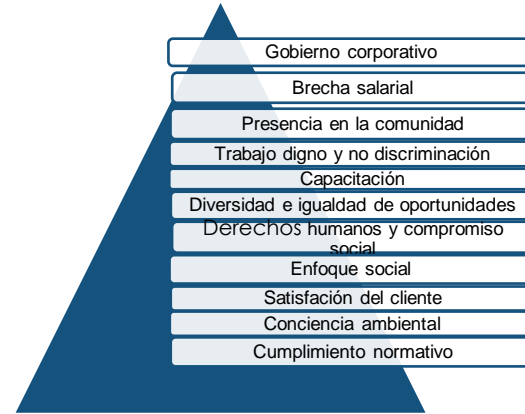 Gobierno corporativo
Brecha salarial
Presencia en la comunidad
Trabajo digno y no discriminación
Capacitación
Diversidad e igualdad de oportunidades
Derechos humanos y compromiso
social
Enfoque social
Satisfacción del cliente
Conciencia ambiental
Cumplimiento normativo